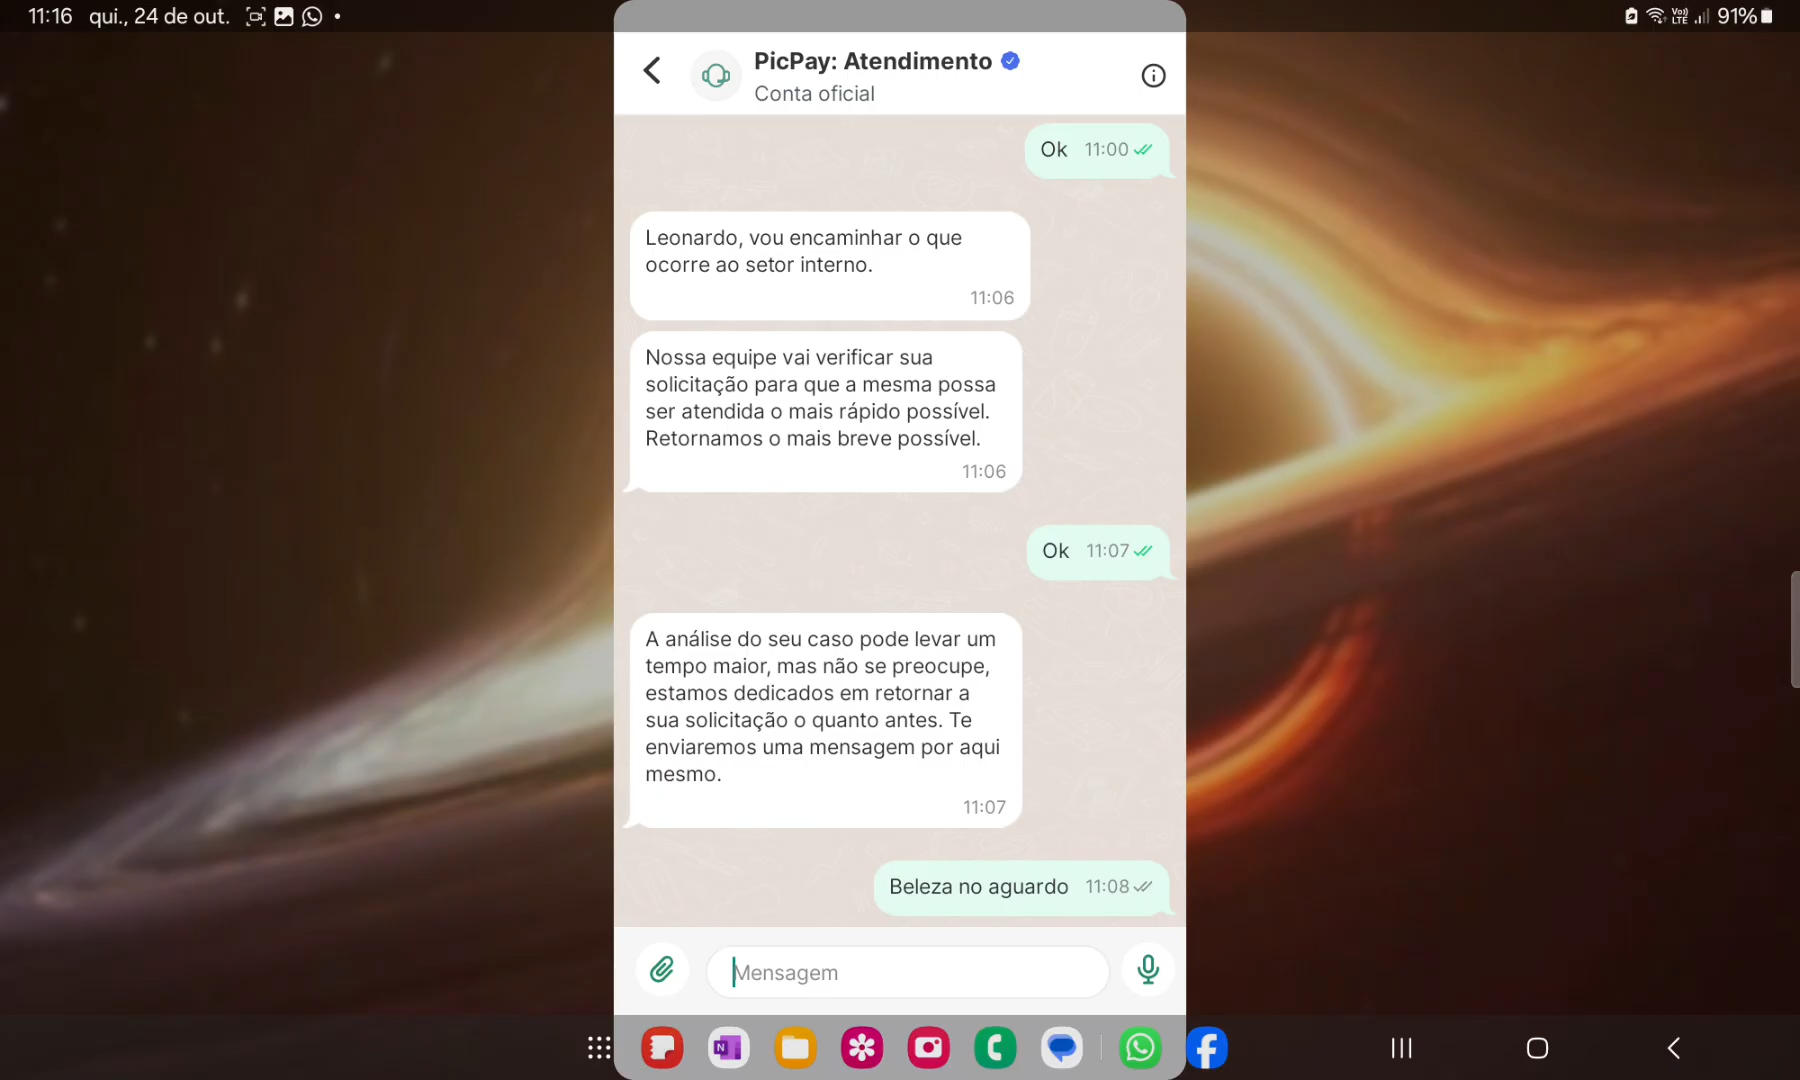 11:16 qui., 24 de out.
Vo)) LTE 91%
PicPay: Atendimento
Conta oficial
Ok 11:00
Leonardo, vou encaminhar o que
ocorre ao setor interno.
11:06
Nossa equipe vai verificar sua
solicitação para que a mesma possa
ser atendida o mais rápido possível.
Retornamos o mais breve possível.
11:06
Ok 11:07
A análise do seu caso pode levar um
tempo maior, mas não se preocupe,
estamos dedicados em retornar a
sua solicitação o quanto antes. Te
enviaremos uma mensagem por aqui
mesmo.
11:07
Beleza no aguardo 11:08
Mensagem
N